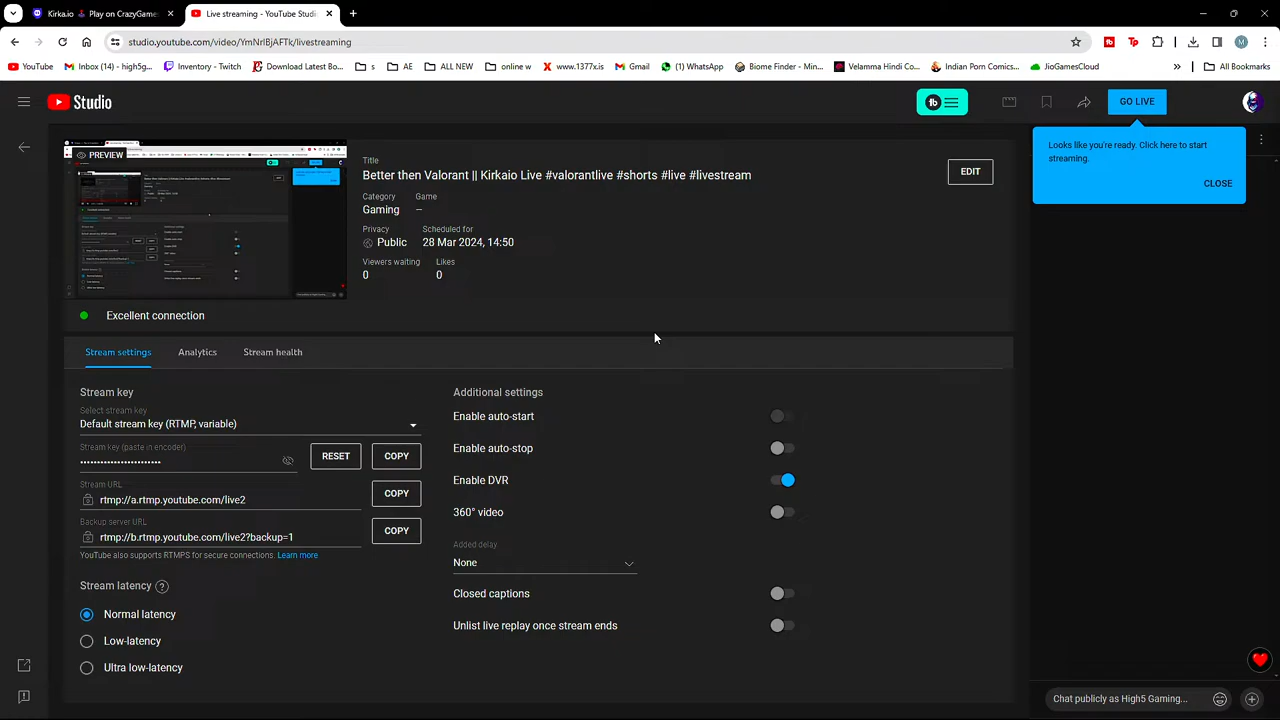 Kirka.io Play on CrazyGame
Live streaming - YouTube Studi
studio.youtube.com/video/YmNrlBjAFTk/livestreaming
YouTube
Inbox (14) - high5g...
Inventory - Twitch
Download Latest Bo...
s
AE
ALL NEW
online w
www.1377x.is
Gmail
(1) WhatsApp
Biome Finder - Min...
Velamma Hindi Co...
Indian Porn Comics...
JioGamesCloud
»
All Bookmarks
Studio
GO LIVE
PREVIEW
Looks like you're ready. Click here to start
streaming.
CLOSE
Title
Better then Valorant || Kirkaio Live #valorantlive #shorts #live #livestream
EDIT
Category Game
Gaming –
Privacy Scheduled for
Public 28 Mar 2024, 14:30
Viewers waiting Likes
0 0
Excellent connection
Stream settings Analytics Stream health
Stream key
Select stream key
Default stream key (RTMP, variable)
Stream key (paste in encoder)
••••••••••••••••••••••••
RESET COPY
Stream URL
rtmp://a.rtmp.youtube.com/live2
COPY
Backup server URL
rtmp://b.rtmp.youtube.com/live2?backup=1
COPY
YouTube also supports RTMPS for secure connections. Learn more
Stream latency ?
Normal latency
Low-latency
Ultra low-latency
Additional settings
Enable auto-start
Enable auto-stop
Enable DVR
360° video
Added delay
None
Closed captions
Unlist live replay once stream ends
Chat publicly as High5 Gaming...